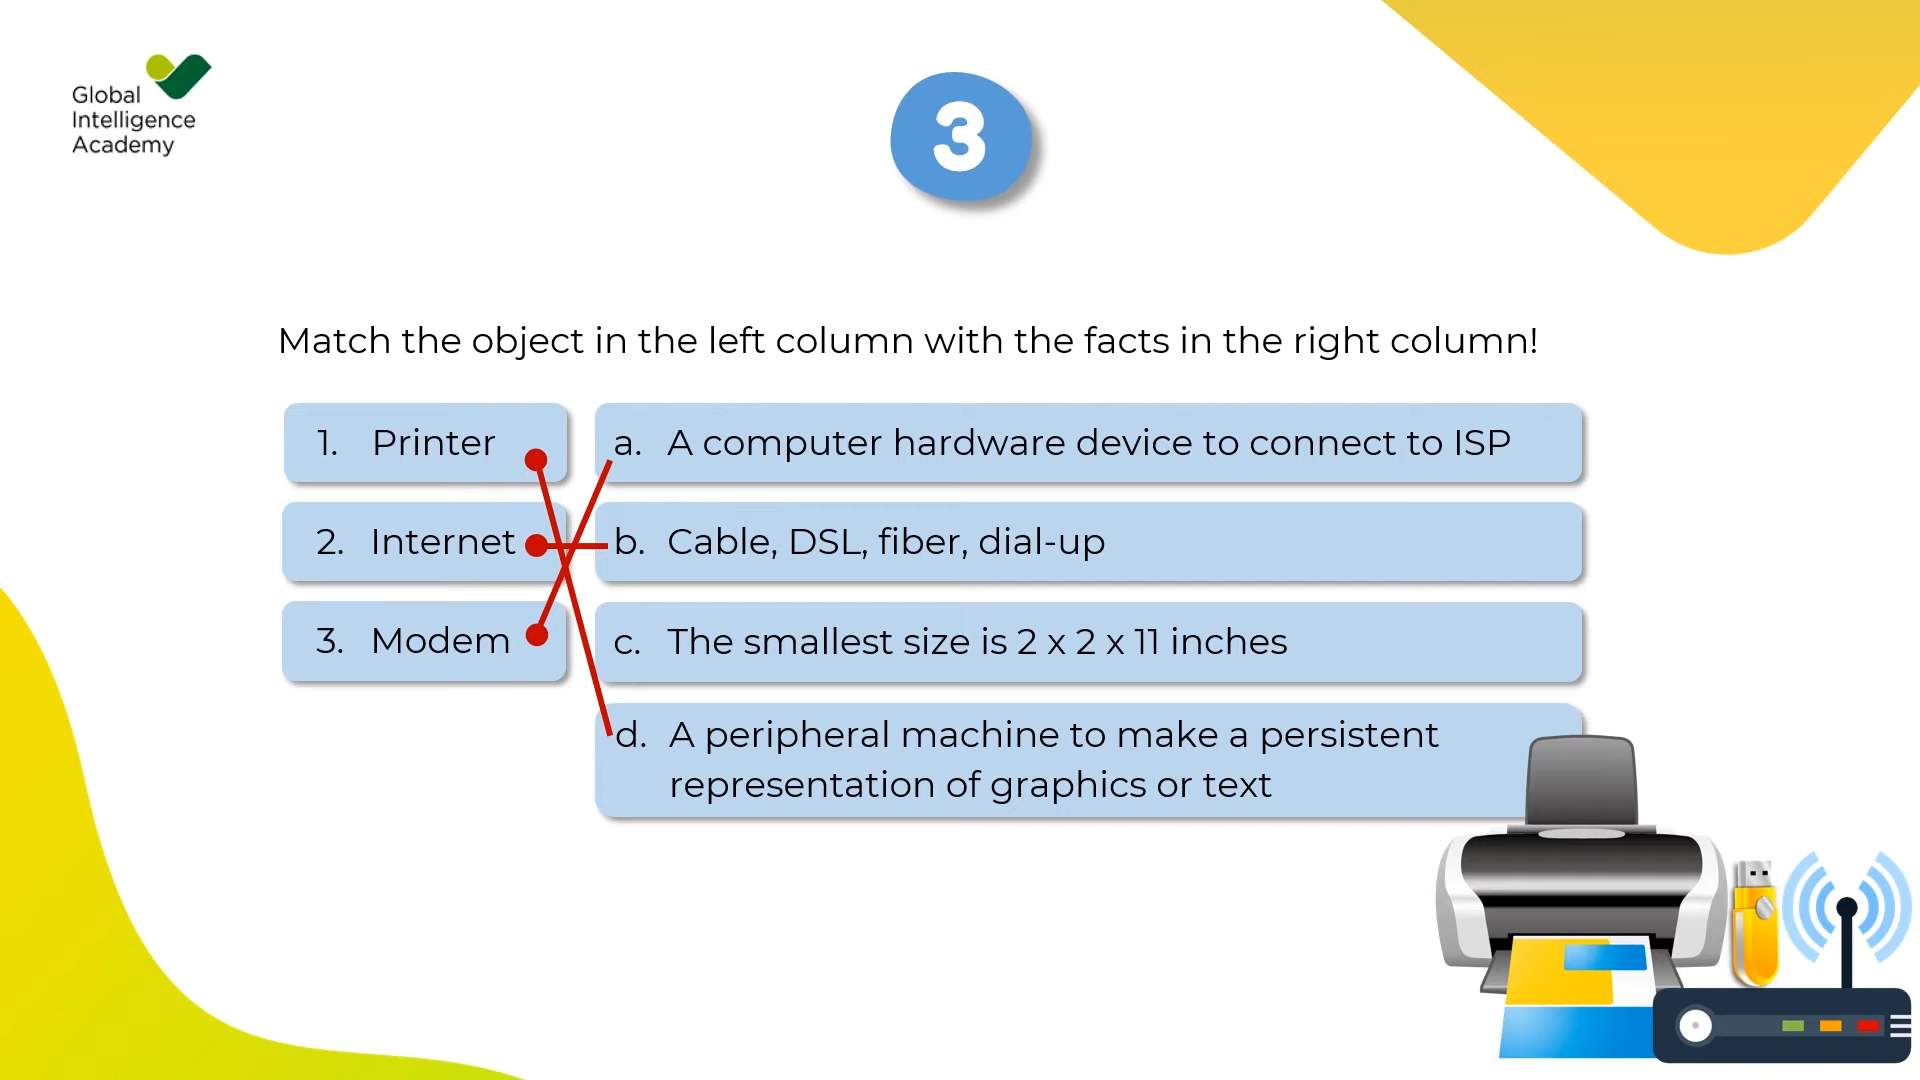 Global
Intelligence
Academy
3
Match the object in the left column with the facts in the right column!
1. Printer
a. A computer hardware device to connect to ISP
2. Internet
b. Cable, DSL, fiber, dial-up
3. Modem
c. The smallest size is 2 x 2 x 11 inches
d. A peripheral machine to make a persistent
representation of graphics or text